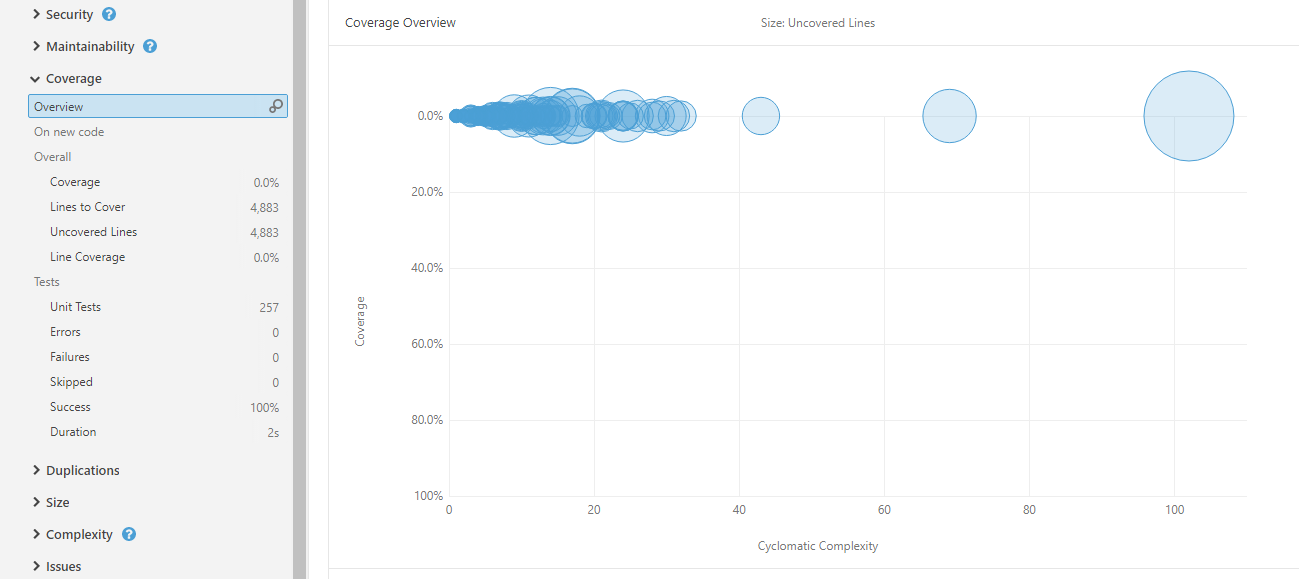 Security ?
Maintainability ?
Coverage
Overview
On new code
Overall
Coverage 0.0%
Lines to Cover 4,883
Uncovered Lines 4,883
Line Coverage 0.0%
Tests
Unit Tests 257
Errors 0
Failures 0
Skipped 0
Success 100%
Duration 2s
Duplications
Size
Complexity ?
Issues
Coverage Overview Size: Uncovered Lines
Coverage
0.0%
20.0%
40.0%
60.0%
80.0%
100%
0 20 40 60 80 100
Cyclomatic Complexity